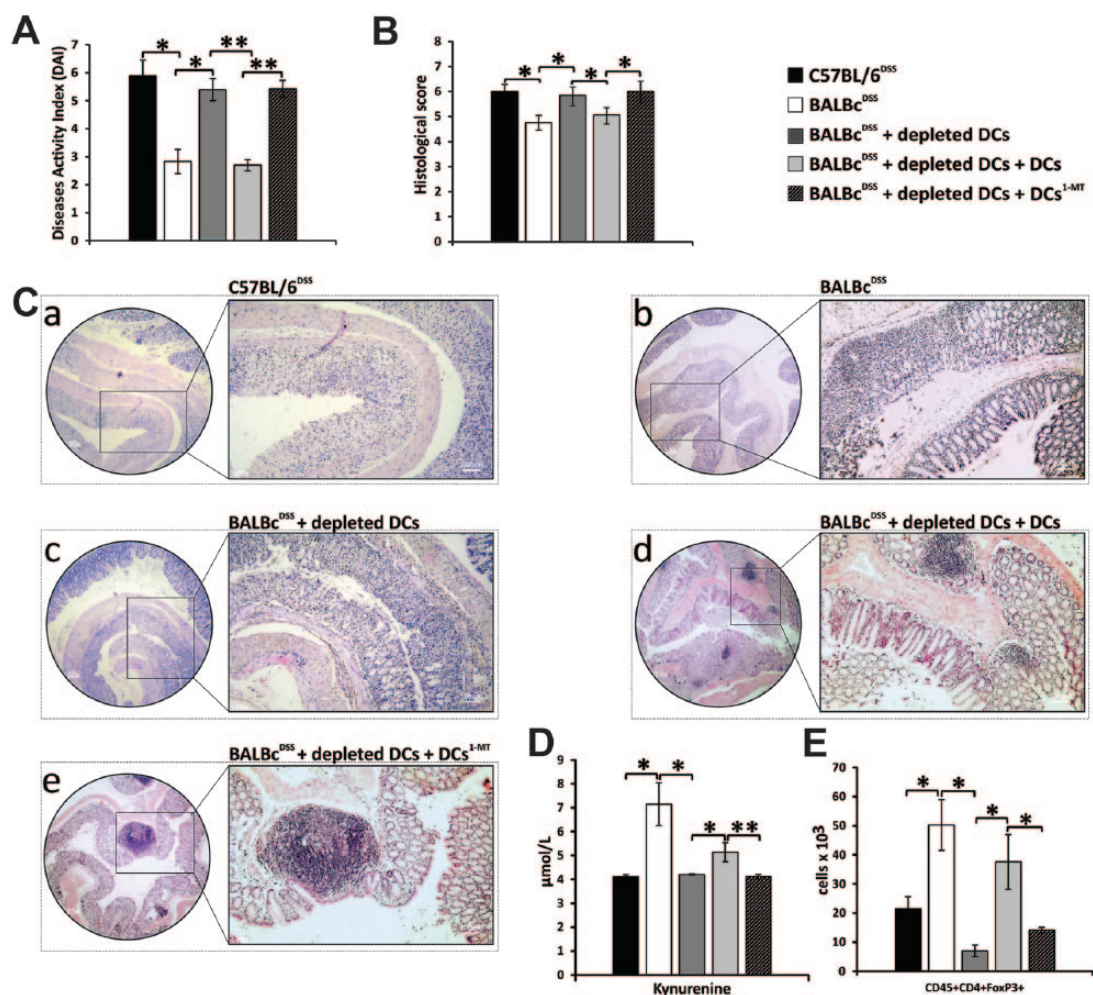 A
Diseases Activity Index (DAI)
7
6
5
4
3
2
1
0
* * ** **
B
Histological score
8
7
6
5
4
3
2
1
0
* * * *
C57BL/6DSS
BALBcDSS
BALBcDSS + depleted DCs
BALBcDSS + depleted DCs + DCs
BALBcDSS + depleted DCs + DCs1-MT
C
C57BL/6DSS
a
BALBcDSS
b
BALBcDSS + depleted DCs
c
BALBcDSS + depleted DCs + DCs
d
BALBcDSS + depleted DCs + DCs1-MT
e
D
µmol/L
9
8
7
6
5
4
3
2
1
0
* * * **
Kynurenine
E
cells x 103
70
60
50
40
30
20
10
0
* * * *
CD45+CD4+FoxP3+